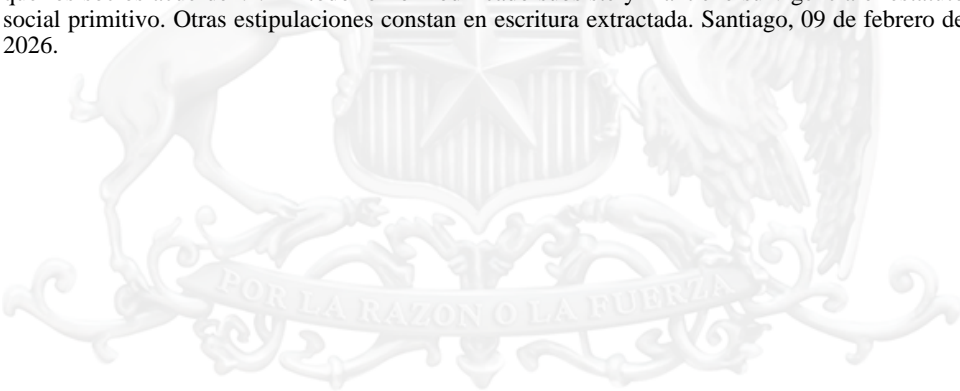 social primitivo. Otras estipulaciones constan en escritura extractada. Santiago, 09 de febrero de
2026.
POR LA RAZON O LA FUERZA